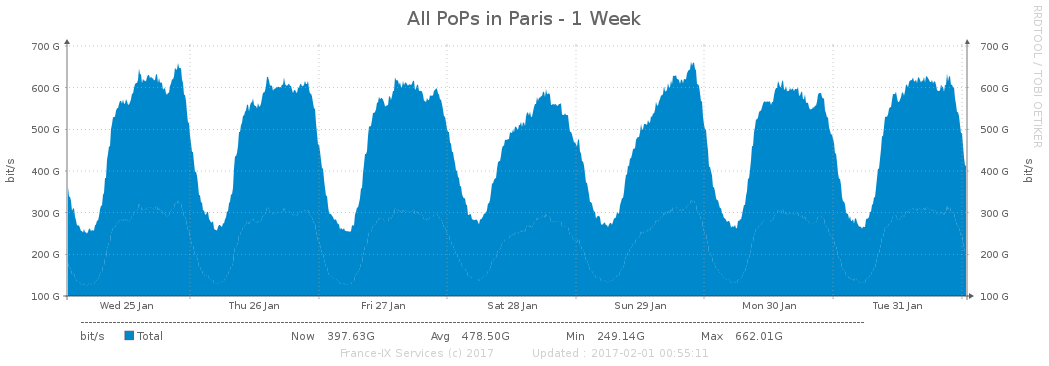 All PoPs in Paris - 1 Week
RRDTOOL / TOBI OETIKER
bit/s
bit/s
700 G 700 G
600 G 600 G
500 G 500 G
400 G 400 G
300 G 300 G
200 G 200 G
100 G 100 G
Wed 25 Jan Thu 26 Jan Fri 27 Jan Sat 28 Jan Sun 29 Jan Mon 30 Jan Tue 31 Jan
bit/s Total Now 397.63G Avg 478.50G Min 249.14G Max 662.01G
France-IX Services (c) 2017 Updated : 2017-02-01 00:55:11